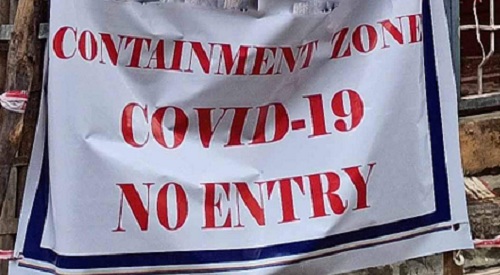 CONTAINMENT ZONE
COVID-19
NO ENTRY